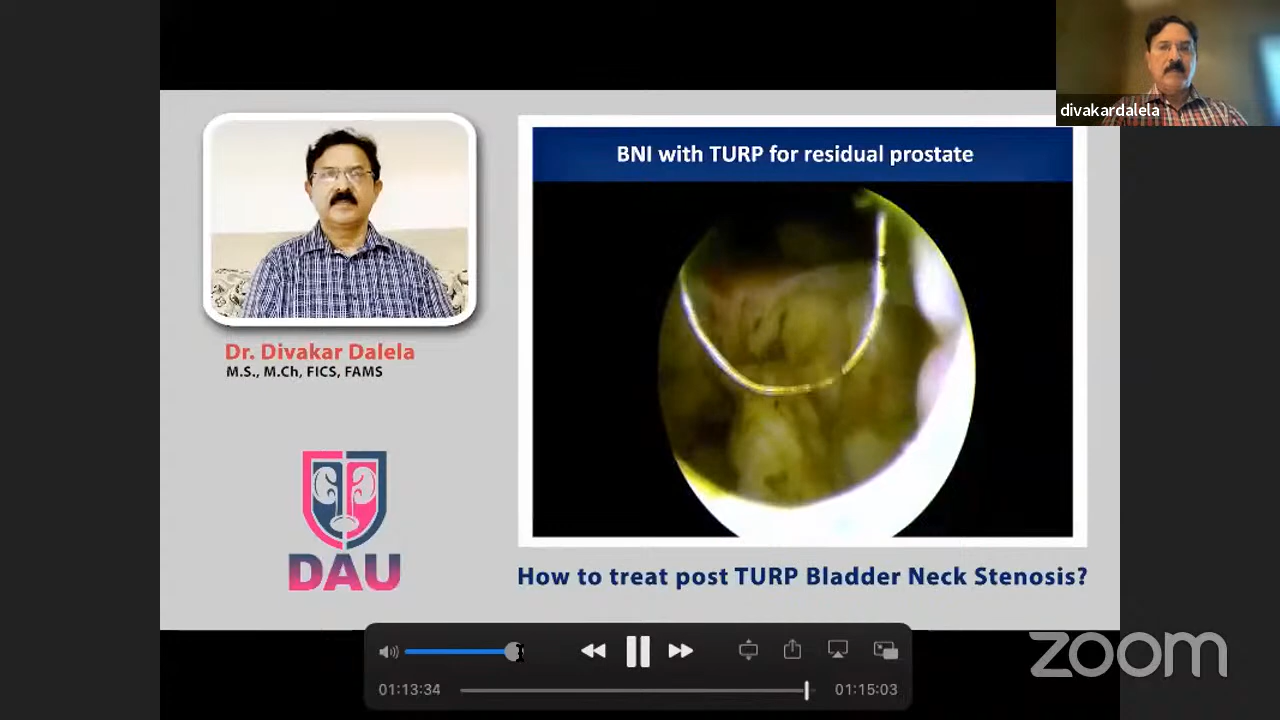 divakardalela
BNI with TURP for residual prostate
Dr. Divakar Dalela
M.S., M.Ch, FICS, FAMS
DAU
How to treat post TURP Bladder Neck Stenosis?
zoom
01:13:34
01:15:03